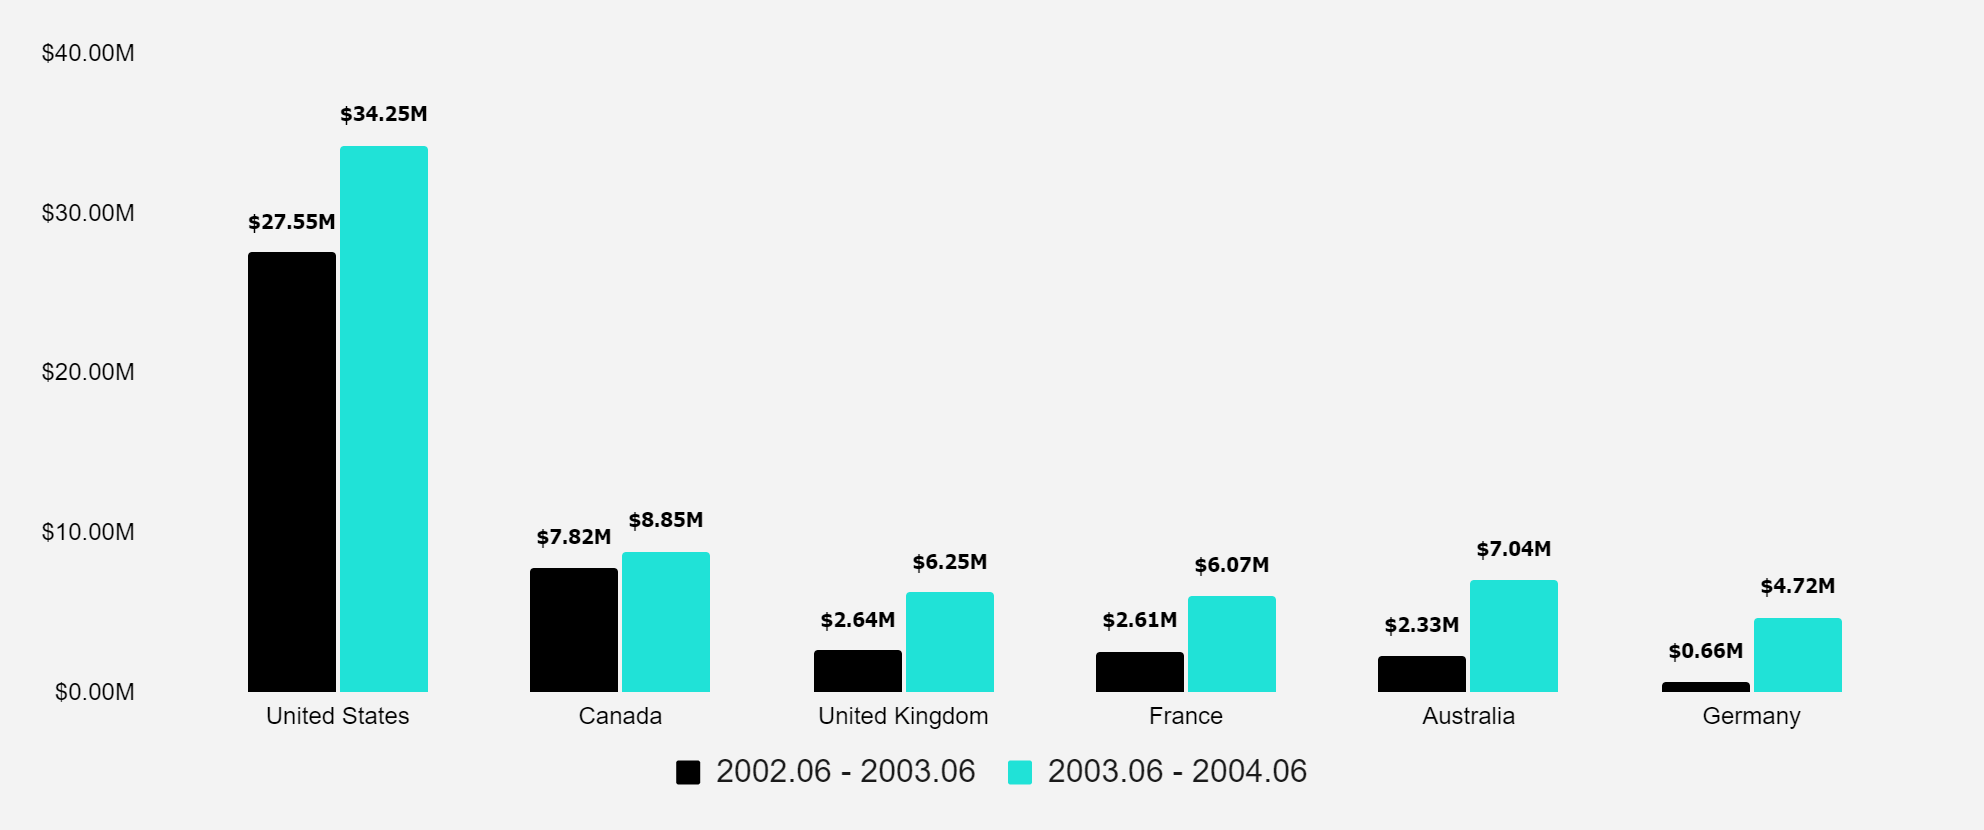 $40.00M
$34.25M
$30.00M
$27.55M
$20.00M
$10.00M
$7.82M
$8.85M
$2.64M
$6.25M
$2.61M
$6.07M
$2.33M
$7.04M
$0.66M
$4.72M
$0.00M
United States
Canada
United Kingdom
France
Australia
Germany
2002.06 - 2003.06
2003.06 - 2004.06